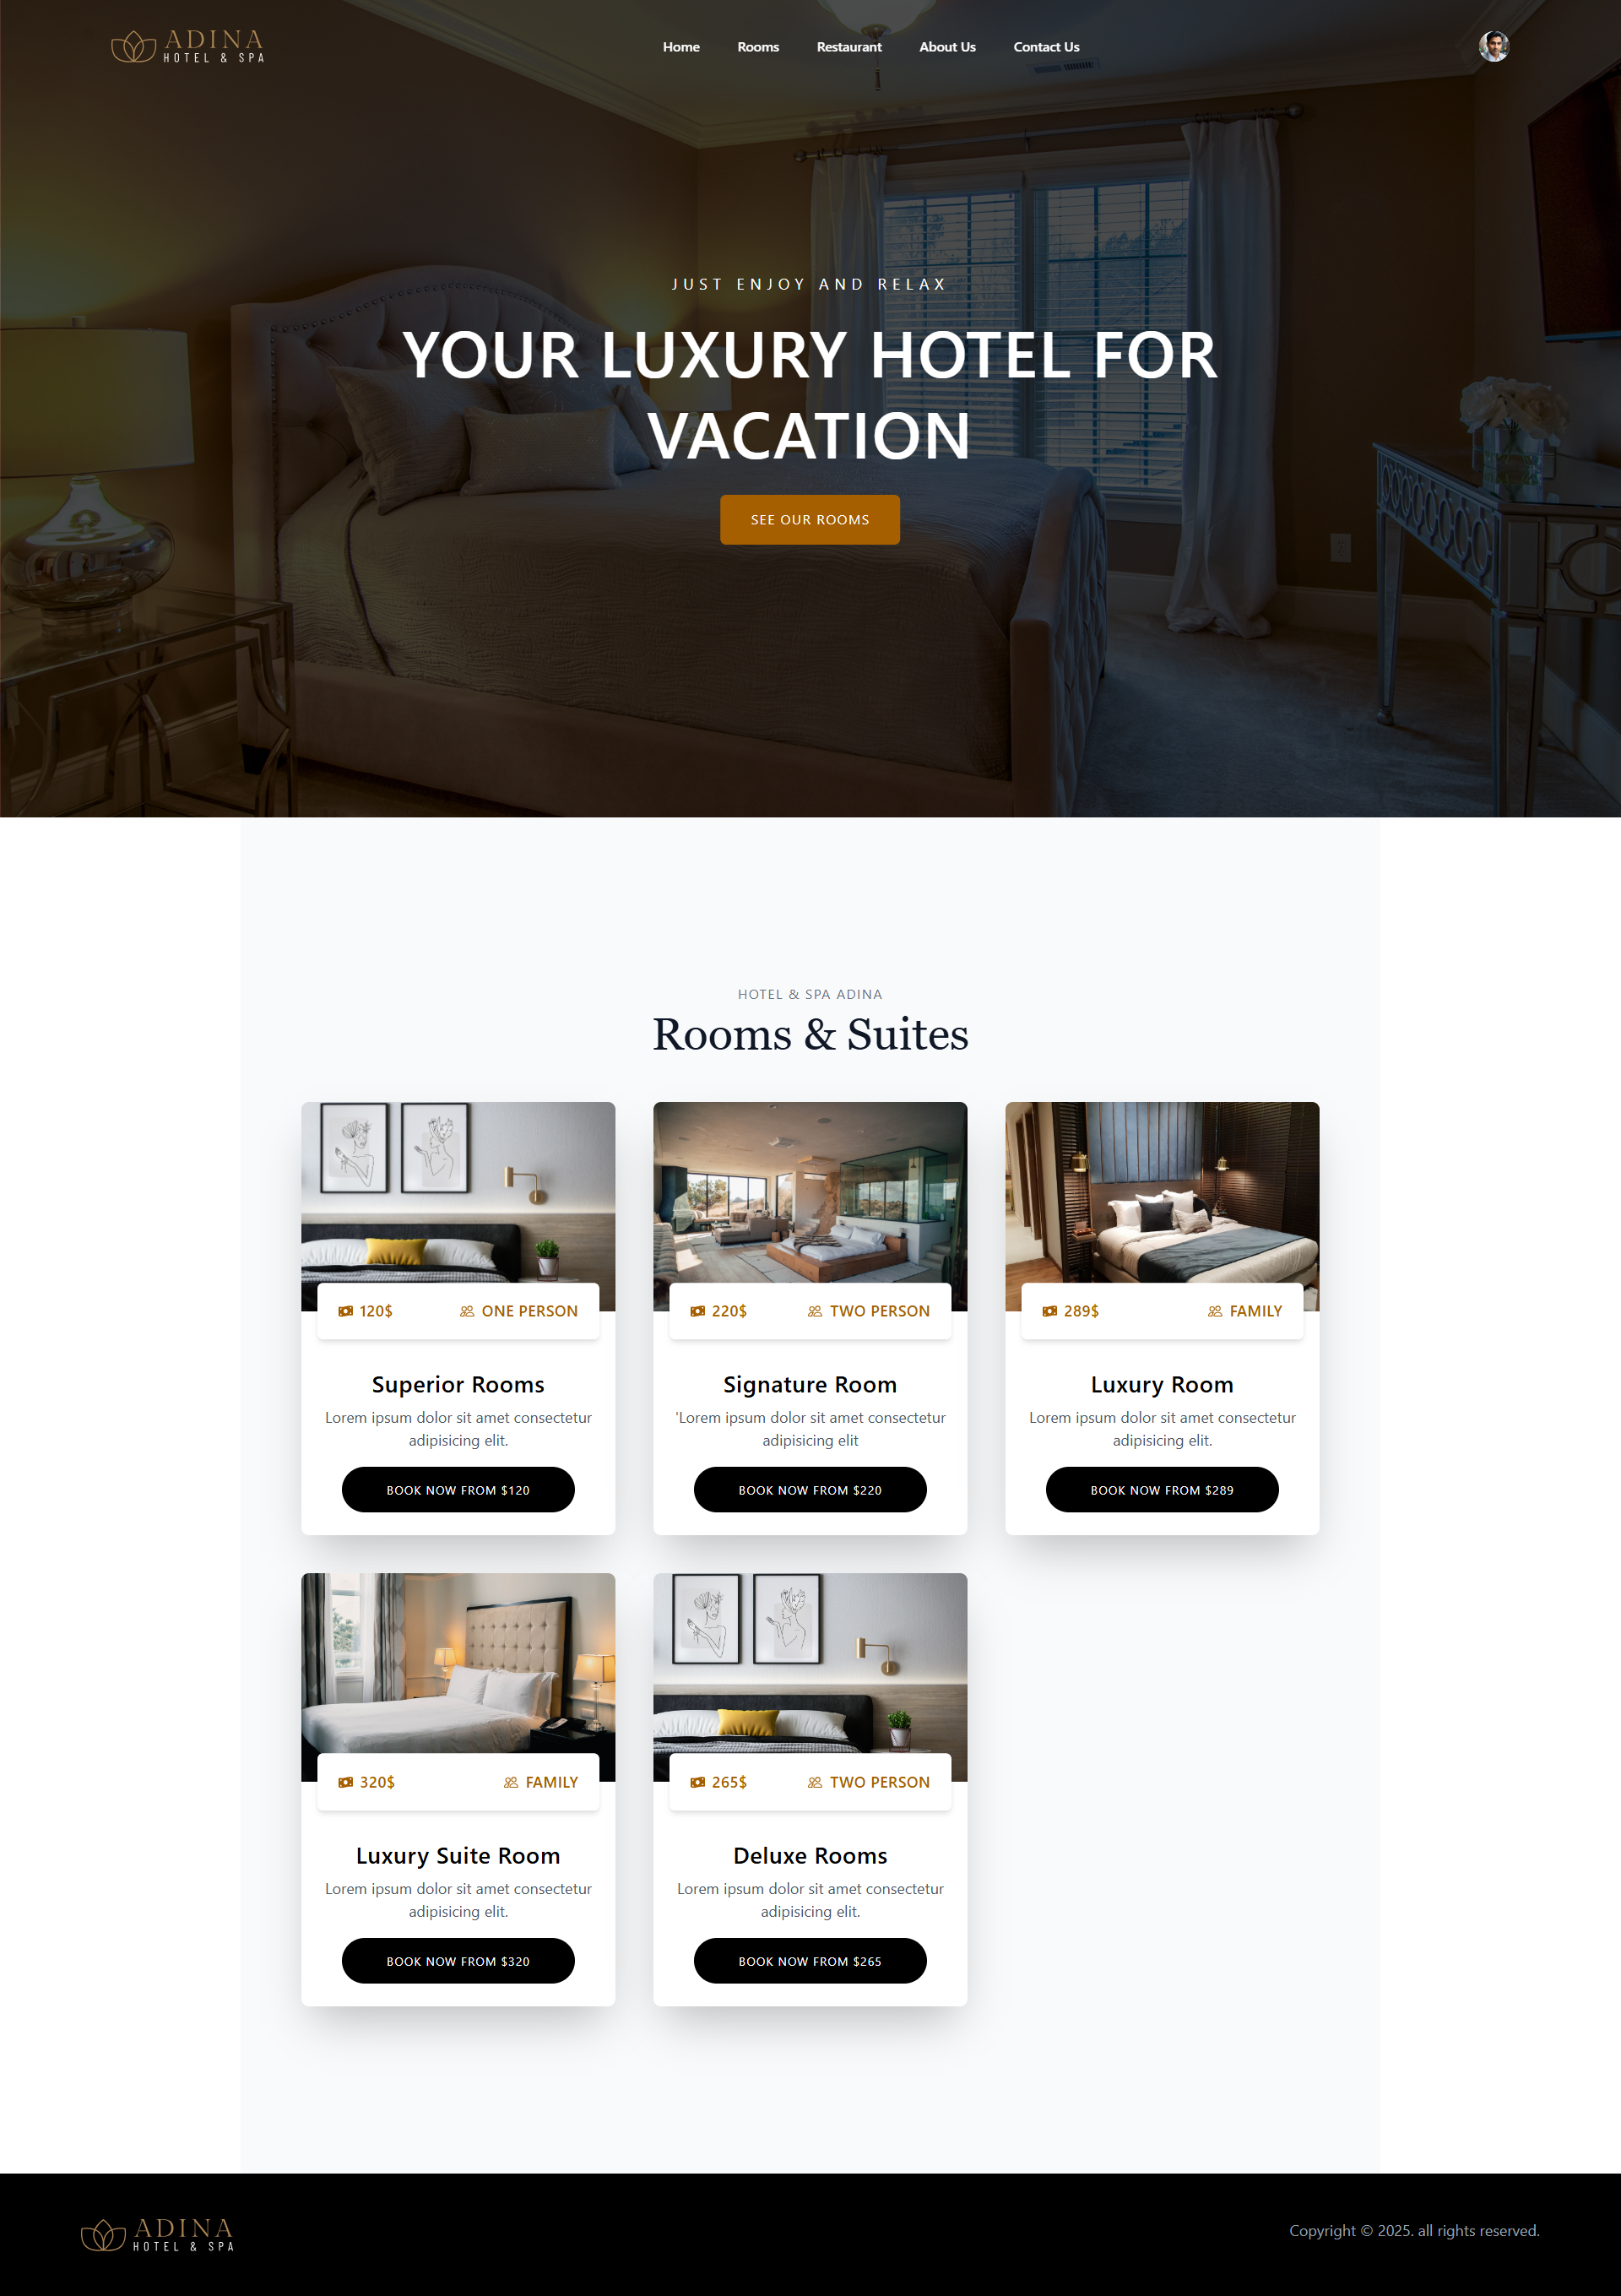 ADINA
HOTEL & SPA
Home Rooms Restaurant About Us Contact Us
JUST ENJOY AND RELAX
YOUR LUXURY HOTEL FOR
VACATION
SEE OUR ROOMS
HOTEL & SPA ADINA
Rooms & Suites
120$ ONE PERSON
Superior Rooms
Lorem ipsum dolor sit amet consectetur
adipisicing elit.
BOOK NOW FROM $120
220$ TWO PERSON
Signature Room
'Lorem ipsum dolor sit amet consectetur
adipisicing elit
BOOK NOW FROM $220
289$ FAMILY
Luxury Room
Lorem ipsum dolor sit amet consectetur
adipisicing elit.
BOOK NOW FROM $289
320$ FAMILY
Luxury Suite Room
Lorem ipsum dolor sit amet consectetur
adipisicing elit.
BOOK NOW FROM $320
265$ TWO PERSON
Deluxe Rooms
Lorem ipsum dolor sit amet consectetur
adipisicing elit.
BOOK NOW FROM $265
ADINA
HOTEL & SPA
Copyright © 2025. all rights reserved.